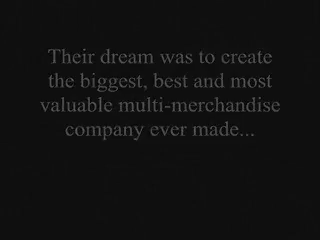 Their dream was to create
the biggest, best and most
valuable multi-merchandise
company ever made...